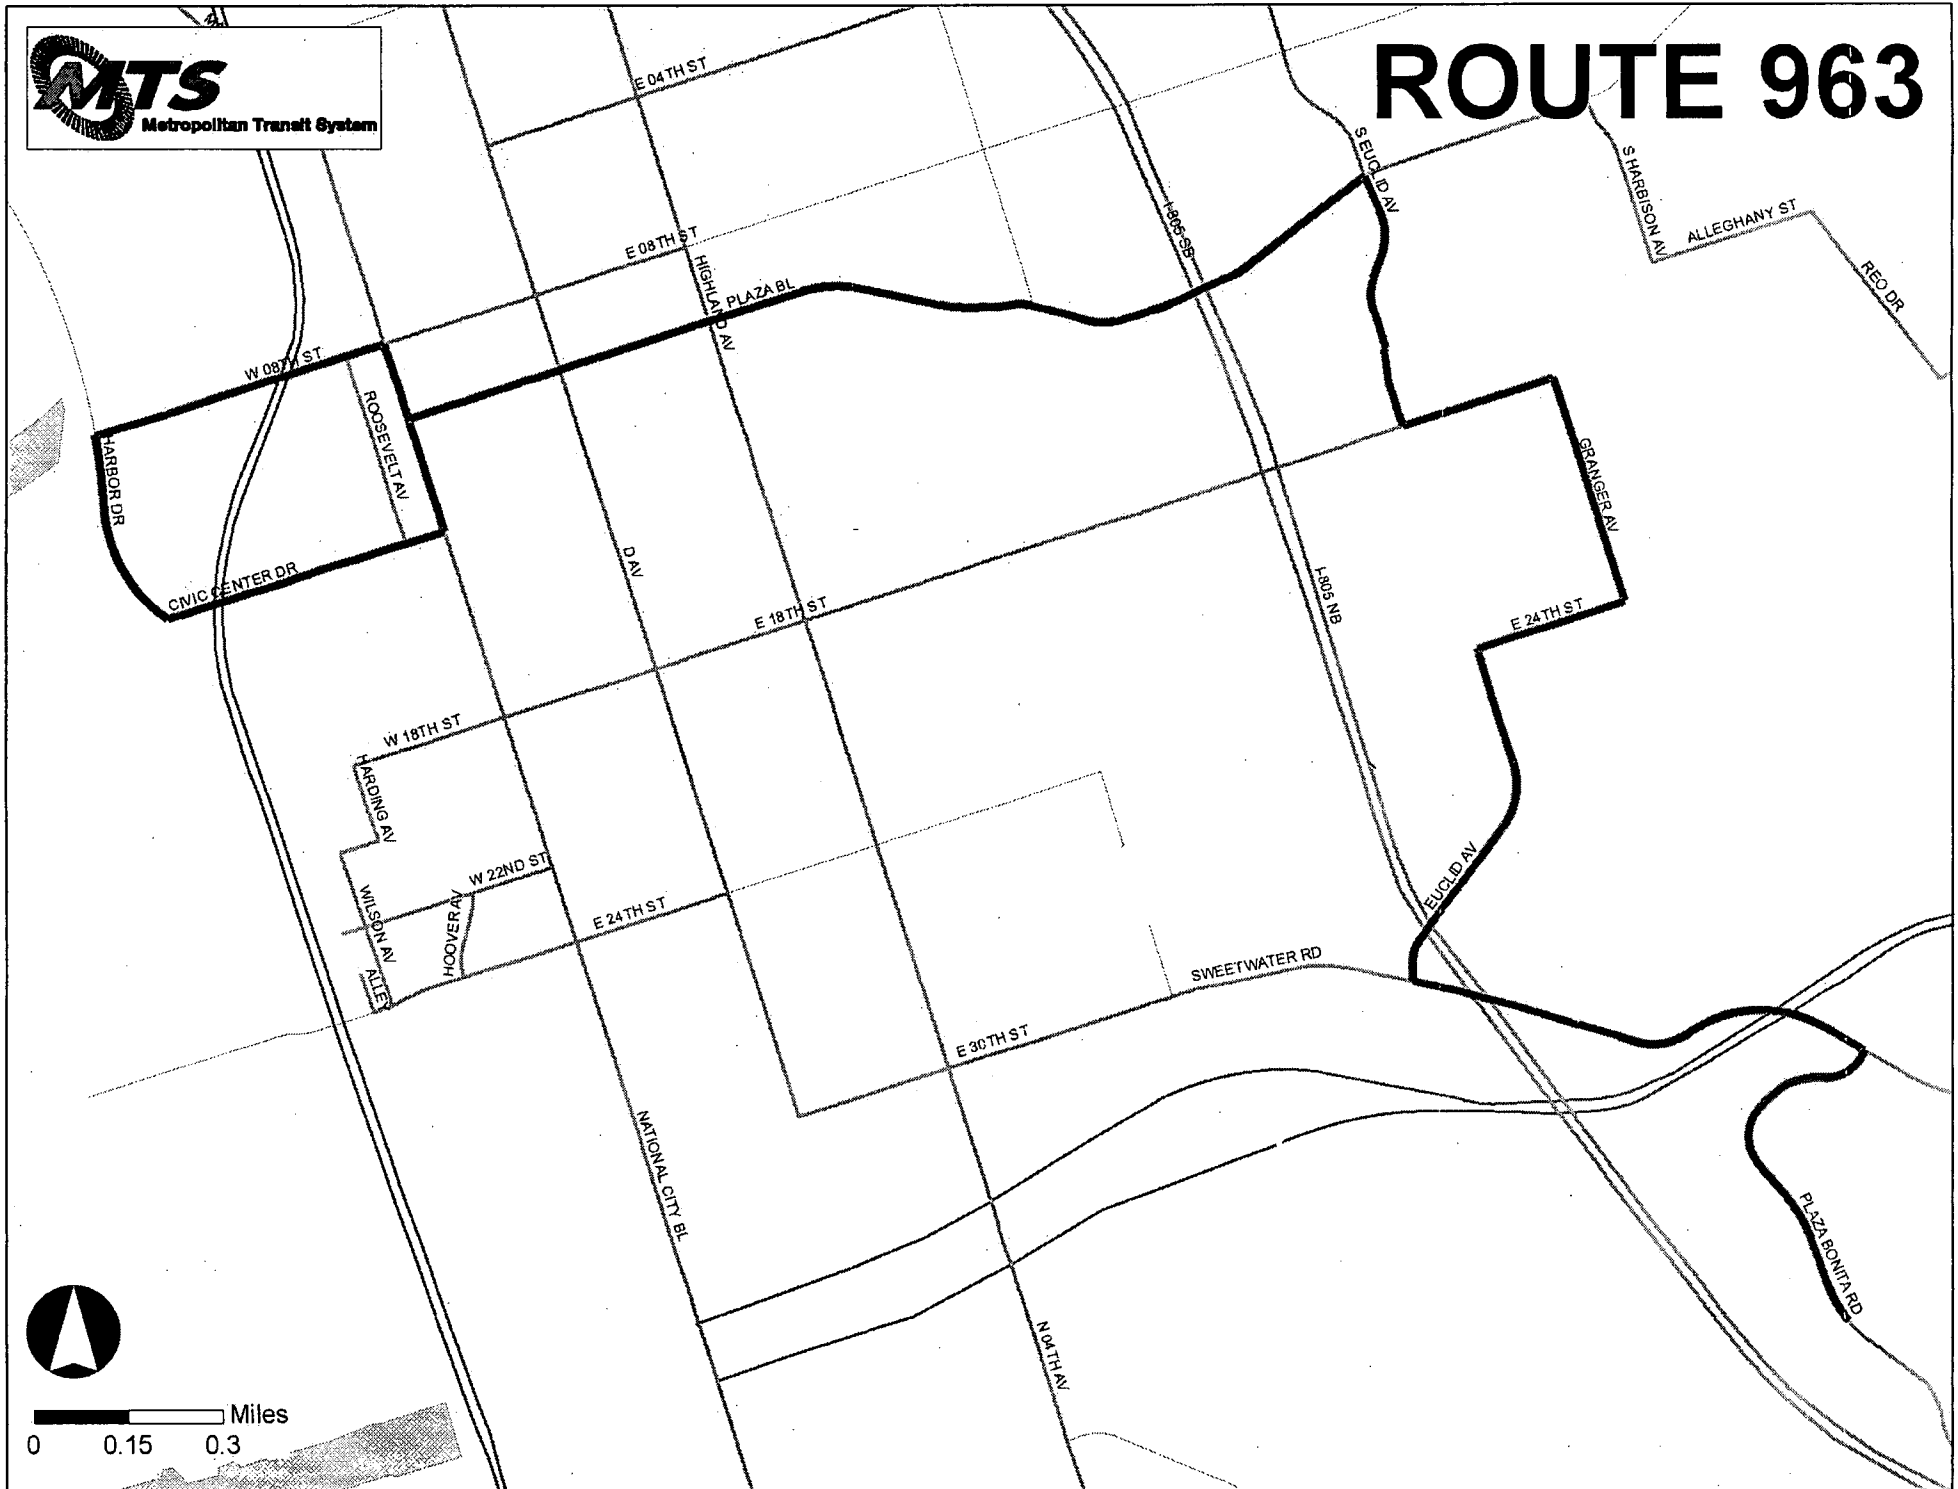 MTS
Metropolitan Transit System
ROUTE 963
E 04TH ST
S EUCLID AV
S HARBISON AV
ALLEGHANY ST
REO DR
I-805 SB
E 08TH ST
HIGHLAND AV
PLAZA BL
W 08TH ST
ROOSEVELT AV
HARBOR DR
GRANGER AV
CIVIC CENTER DR
D AV
E 18TH ST
I-805 NB
E 24TH ST
W 18TH ST
HARDING AV
W 22ND ST
EUCLID AV
WILSON AV
HOOVER AV
E 24TH ST
ALLEY
SWEETWATER RD
E 30TH ST
NATIONAL CITY BL
PLAZA BONITA RD
N 04TH AV
Miles
0 0.15 0.3